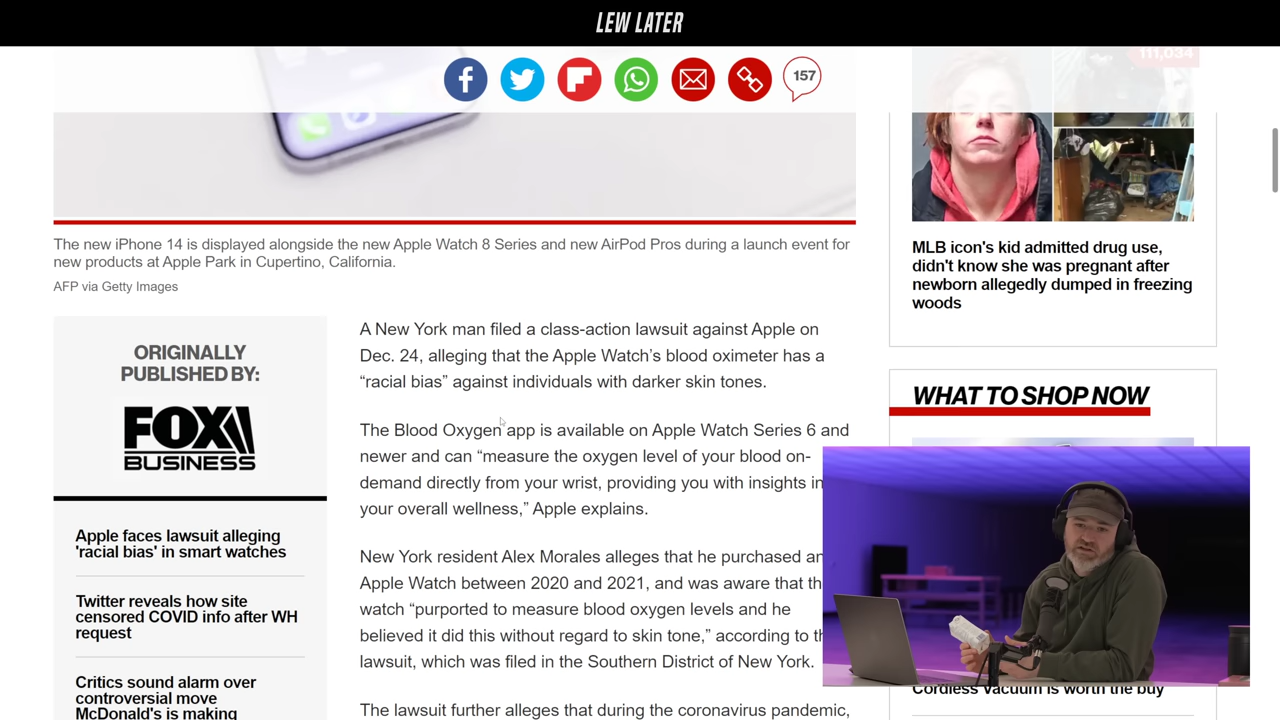 LEW LATER
157
111,034
The new iPhone 14 is displayed alongside the new Apple Watch 8 Series and new AirPod Pros during a launch event for
new products at Apple Park in Cupertino, California.
AFP via Getty Images
ORIGINALLY
PUBLISHED BY:
FOX
BUSINESS
Apple faces lawsuit alleging
'racial bias' in smart watches
Twitter reveals how site
censored COVID info after WH
request
Critics sound alarm over
controversial move
McDonald's is making
A New York man filed a class-action lawsuit against Apple on
Dec. 24, alleging that the Apple Watch’s blood oximeter has a
“racial bias” against individuals with darker skin tones.
The Blood Oxygen app is available on Apple Watch Series 6 and
newer and can “measure the oxygen level of your blood on-
demand directly from your wrist, providing you with insights in
your overall wellness,” Apple explains.
New York resident Alex Morales alleges that he purchased an
Apple Watch between 2020 and 2021, and was aware that th
watch “purported to measure blood oxygen levels and he
believed it did this without regard to skin tone,” according to th
lawsuit, which was filed in the Southern District of New York.
The lawsuit further alleges that during the coronavirus pandemic,
MLB icon's kid admitted drug use,
didn't know she was pregnant after
newborn allegedly dumped in freezing
woods
WHAT TO SHOP NOW
Cordless Vacuum is worth the buy